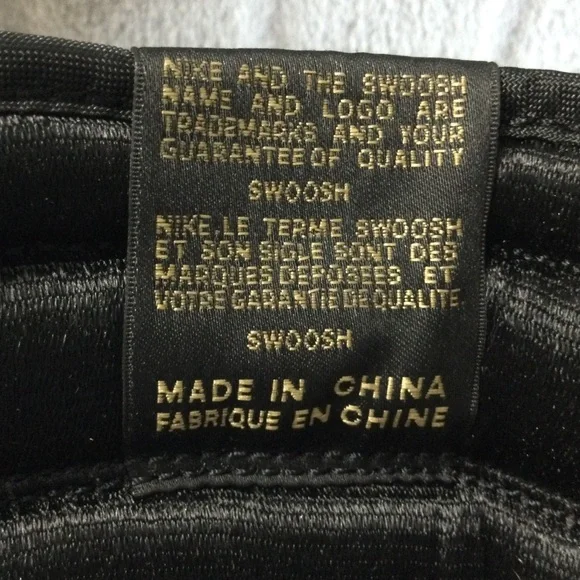 NIKE AND THE SWOOSH
NAME AND LOGO ARE
TRADEMARKS AND YOUR
GUARANTEE OF QUALITY
SWOOSH
NIKE, LE TERME SWOOSH
ET SON SIGLE SONT DES
MARQUES DEPOSEES ET
VOTRE GARANTIE DE QUALITE.
SWOOSH
MADE IN CHINA
FABRIQUE EN CHINE